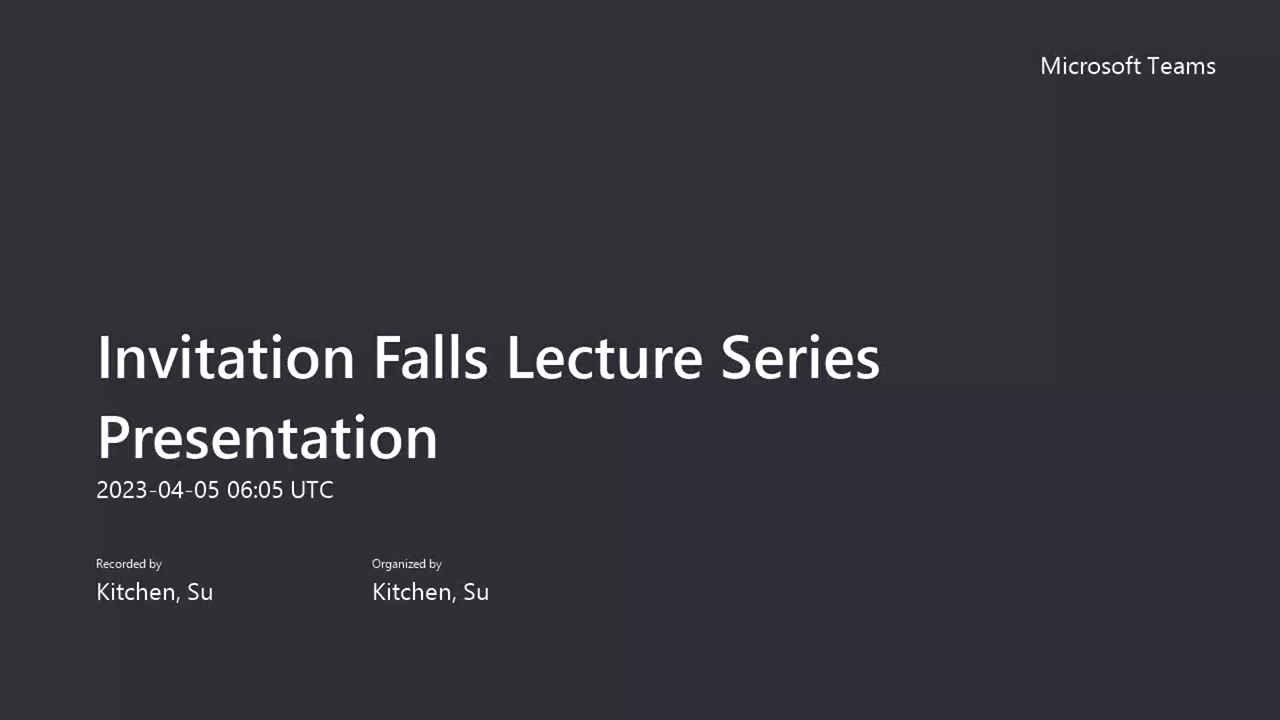 Microsoft Teams
Invitation Falls Lecture Series
Presentation
2023-04-05 06:05 UTC
Recorded by
Kitchen, Su
Organized by
Kitchen, Su